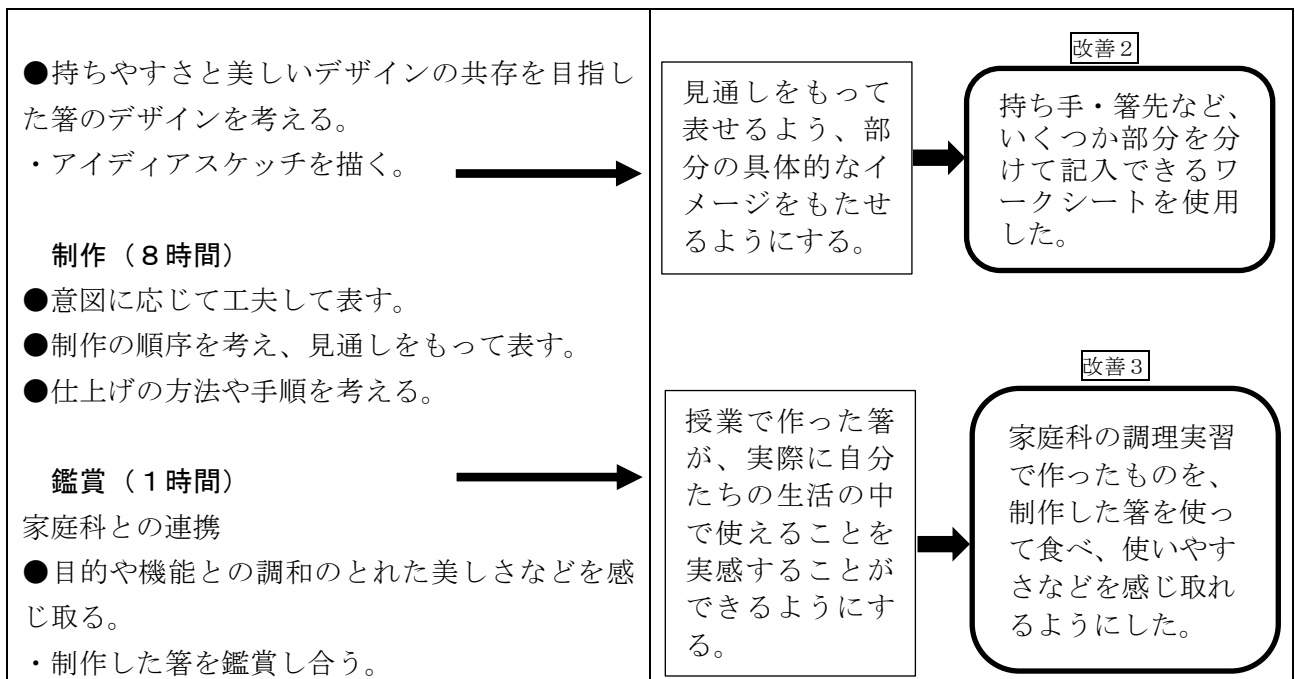 ●持ちやすさと美しいデザインの共存を目指し
た箸のデザインを考える。
・アイディアスケッチを描く。
制作（８時間）
●意図に応じて工夫して表す。
●制作の順序を考え、見通しをもって表す。
●仕上げの方法や手順を考える。
鑑賞（１時間）
家庭科との連携
●目的や機能との調和のとれた美しさなどを感
じ取る。
・制作した箸を鑑賞し合う。
見通しをもって
表せるよう、部
分の具体的なイ
メージをもたせ
るようにする。
改善２
持ち手・箸先など、
いくつか部分を分
けて記入できるワ
ークシートを使用
した。
授業で作った箸
が、実際に自分
たちの生活の中
で使えることを
実感することが
できるようにす
る。
改善３
家庭科の調理実習
で作ったものを、
制作した箸を使っ
て食べ、使いやす
さなどを感じ取れ
るようにした。